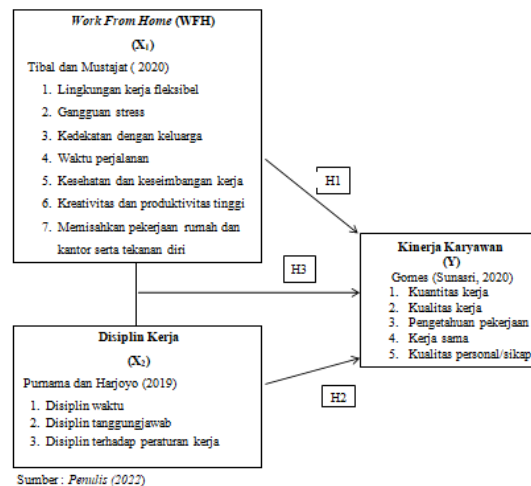 Work From Home (WFH)
(X1)
Tibal dan Mustajat ( 2020)
1. Lingkungan kerja fleksibel
2. Gangguan stress
3. Kedekatan dengan keluarga
4. Waktu perjalanan
5. Kesehatan dan keseimbangan kerja
6. Kreativitas dan produktivitas tinggi
7. Memisahkan pekerjaan rumah dan
kantor serta tekanan diri
H1
H3
Kinerja Karyawan
(Y)
Gomes (Sunasri, 2020)
1. Kuantitas kerja
2. Kualitas kerja
3. Pengetahuan pekerjaan
4. Kerja sama
5. Kualitas personal/sikap
Disiplin Kerja
(X2)
Purnama dan Harjoyo (2019)
1. Disiplin waktu
2. Disiplin tanggungjawab
3. Disiplin terhadap peraturan kerja
H2
Sumber : Penulis (2022)